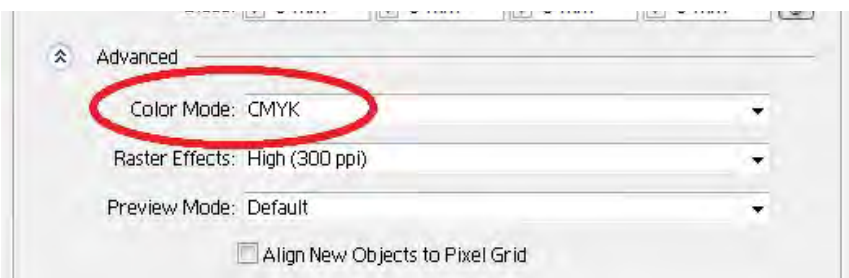 Advanced
Color Mode: CMYK
Raster Effects: High (300 ppi)
Preview Mode: Default
Align New Objects to Pixel Grid